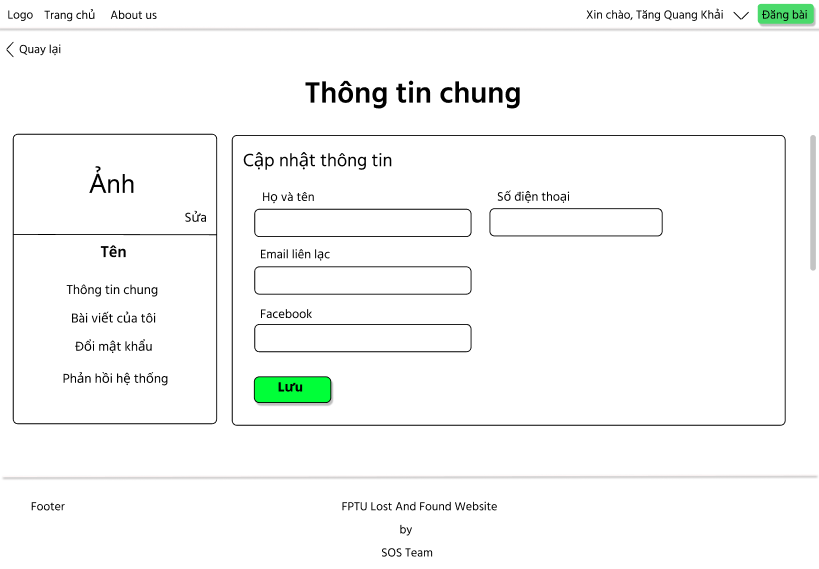 Logo Trang chủ About us Xin chào, Tăng Quang Khải Đăng bài
Quay lại
Thông tin chung
Ảnh
Sửa
Tên
Thông tin chung
Bài viết của tôi
Đổi mật khẩu
Phản hồi hệ thống
Cập nhật thông tin
Họ và tên Số điện thoại
Email liên lạc
Facebook
Lưu
Footer
FPTU Lost And Found Website
by
SOS Team